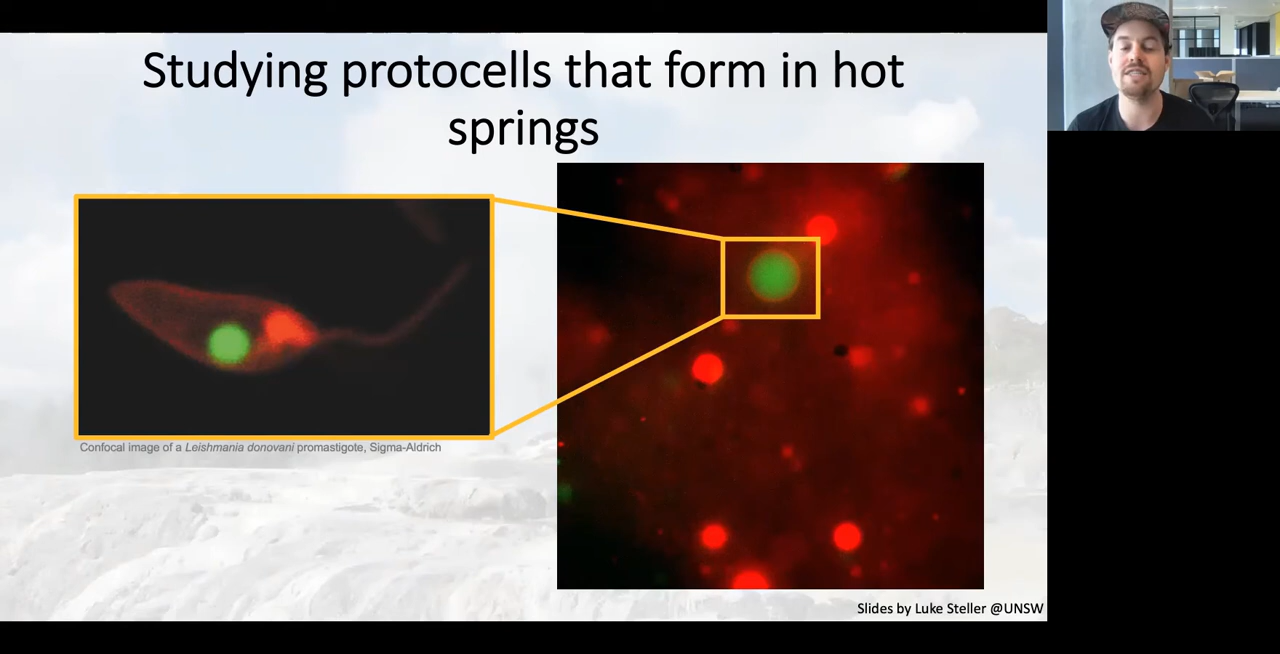 Studying protocells that form in hot
springs
Confocal image of a Leishmania donovani promastigote, Sigma-Aldrich
Slides by Luke Steller @UNSW